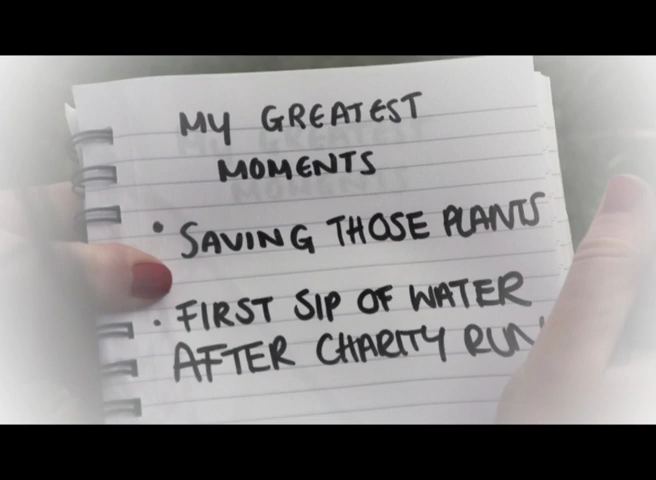 MY GREATEST
MOMENTS
• SAVING THOSE PLANTS
• FIRST SIP OF WATER
AFTER CHARITY RUN